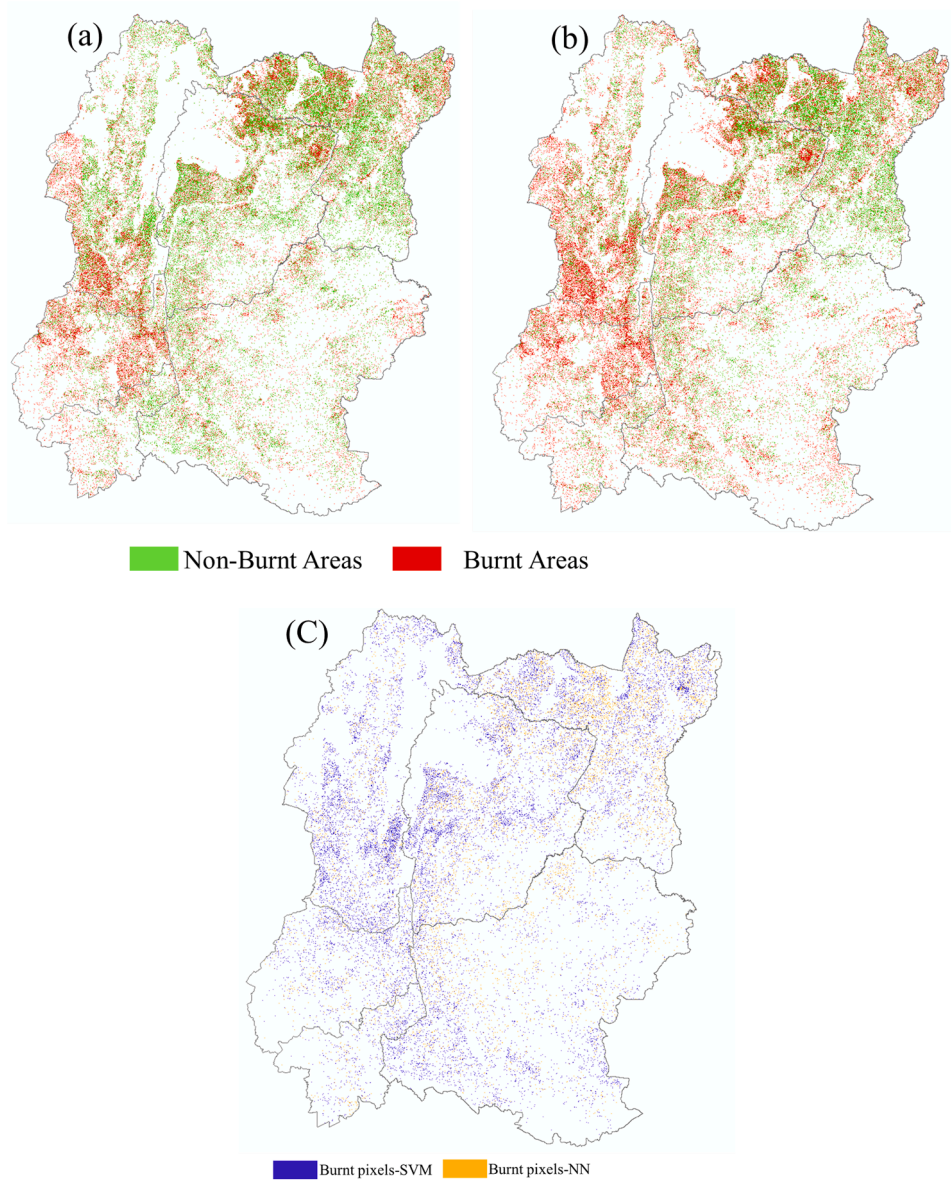 (a)
(b)
Non-Burnt Areas
Burnt Areas
(C)
Burnt pixels-SVM
Burnt pixels-NN